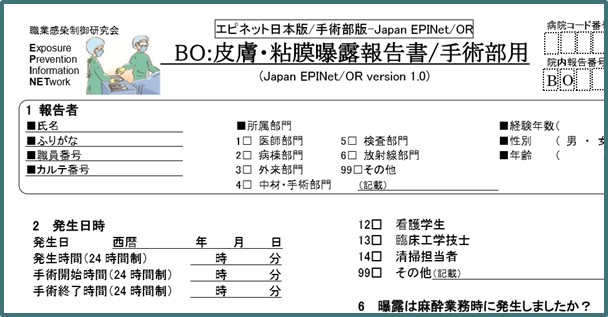 職業感染制御研究会
Exposure
Prevention
Information
NETwork
エピネット日本版/手術部版-Japan EPINet/OR
BO:皮膚・粘膜曝露報告書/手術部用
(Japan EPINet/OR version 1.0)
病院コード番号
院内報告番号
B O
1 報告者
■氏名
■ふりがな
■職員番号
■カルテ番号
■所属部門
1□ 医師部門 5□ 検査部門
2□ 病棟部門 6□ 放射線部門
3□ 外来部門 99□その他
4□ 中材・手術部門 (記載)
■経験年数(
■性別 ( 男 ・ 女
■年齢 (
2 発生日時
発生日 西暦 年 月 日
発生時間(24時間制) 時 分
手術開始時間(24時間制) 時 分
手術終了時間(24時間制) 時 分
12□ 看護学生
13□ 臨床工学技士
14□ 清掃担当者
99□ その他(記載)
6 曝露は麻酔業務時に発生しましたか?